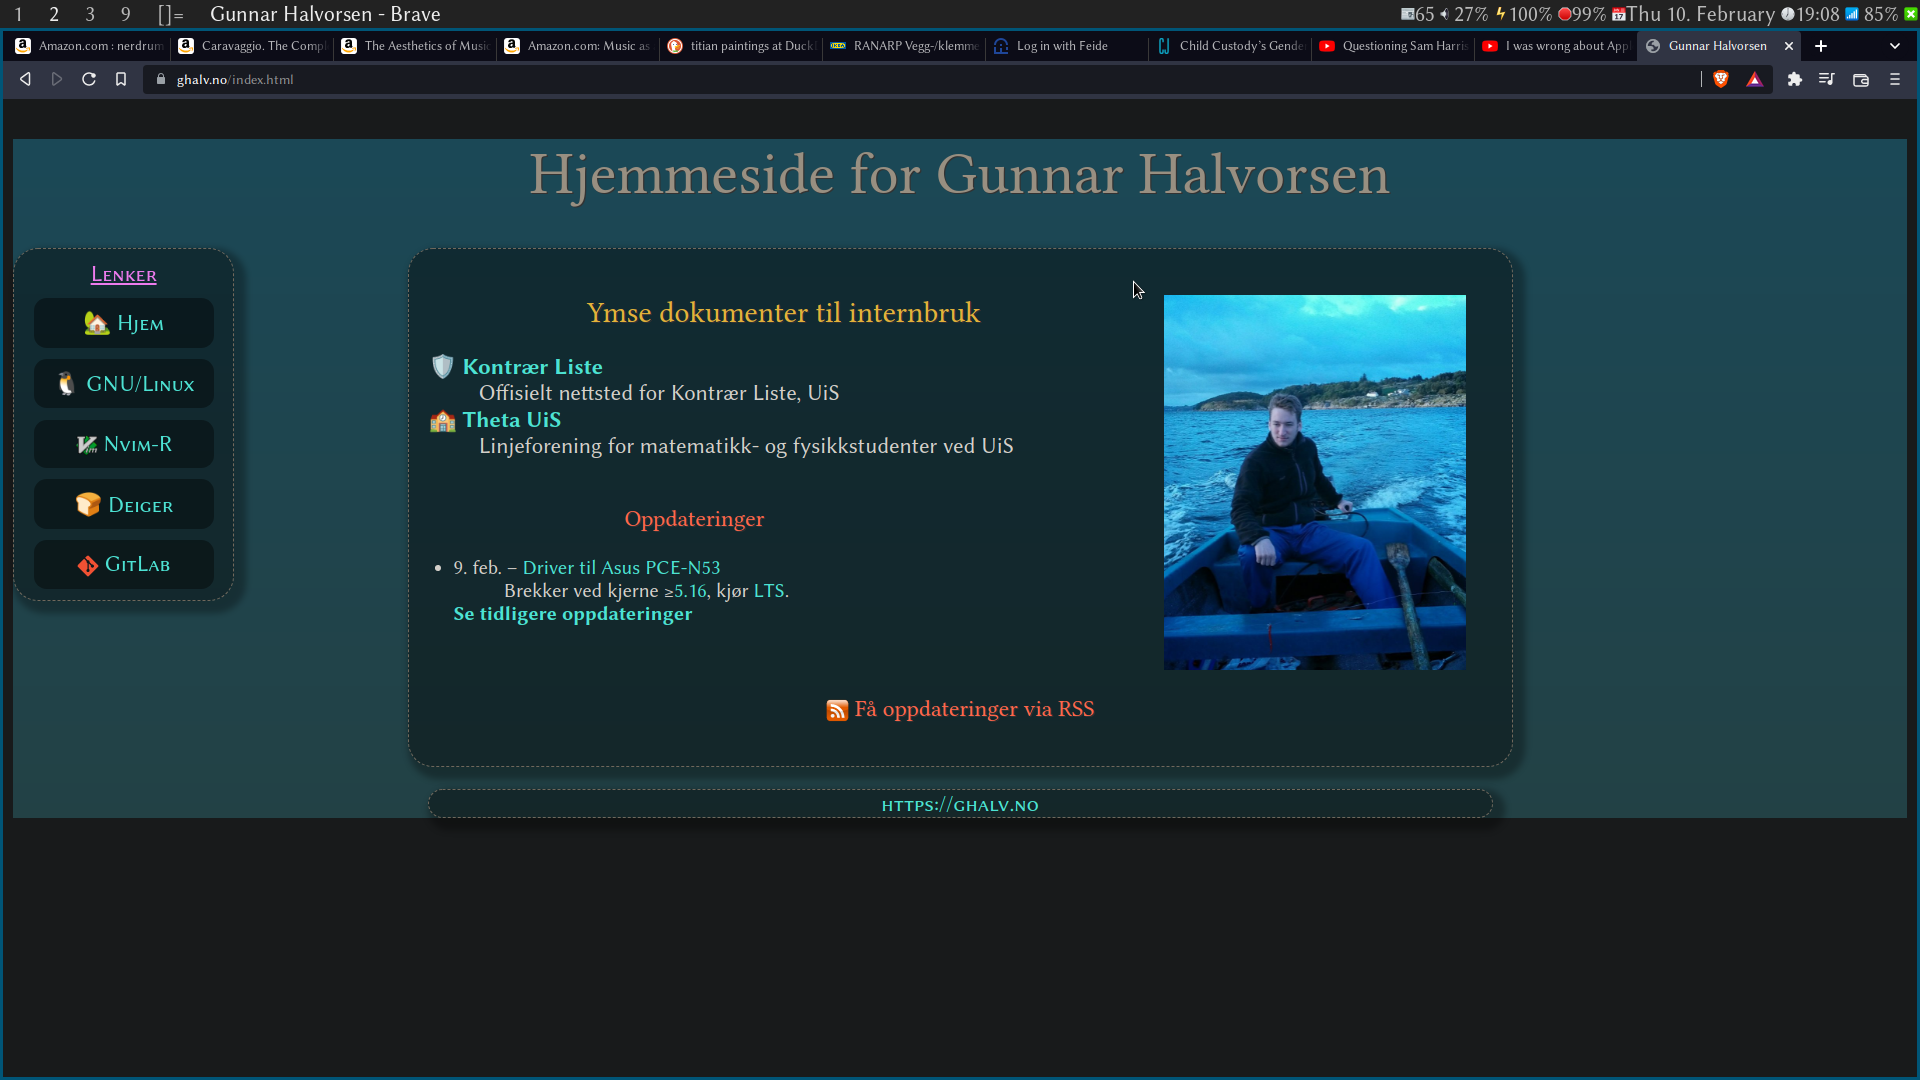 1 2 3 9 []= Gunnar Halvorsen - Brave 65 27% 100% 99% Thu 10. February 19:08 85%
Amazon.com : nerdrum Caravaggio. The Compl The Aesthetics of Music Amazon.com: Music as titian paintings at Duck RANARP Vegg-/klemme Log in with Feide Child Custody's Gende Questioning Sam Harris I was wrong about App Gunnar Halvorsen
ghalv.no/index.html
Hjemmeside for Gunnar Halvorsen
Lenker
Hjem
GNU/Linux
Nvim-R
Deiger
GitLab
Ymse dokumenter til internbruk
Kontrær Liste
Offisielt nettsted for Kontrær Liste, UiS
Theta UiS
Linjeforening for matematikk- og fysikkstudenter ved UiS
Oppdateringer
• 9. feb. – Driver til Asus PCE-N53
Brekker ved kjerne ≥5.16, kjør LTS.
Se tidligere oppdateringer
Få oppdateringer via RSS
https://ghalv.no